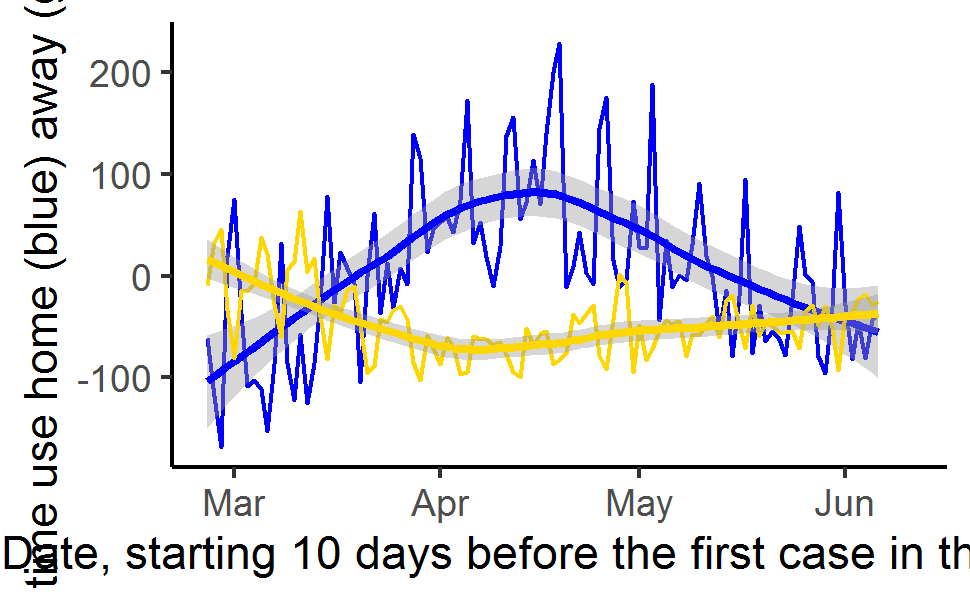 time use home (blue) away (
200
100
0
-100
Mar Apr May Jun
Date, starting 10 days before the first case in th